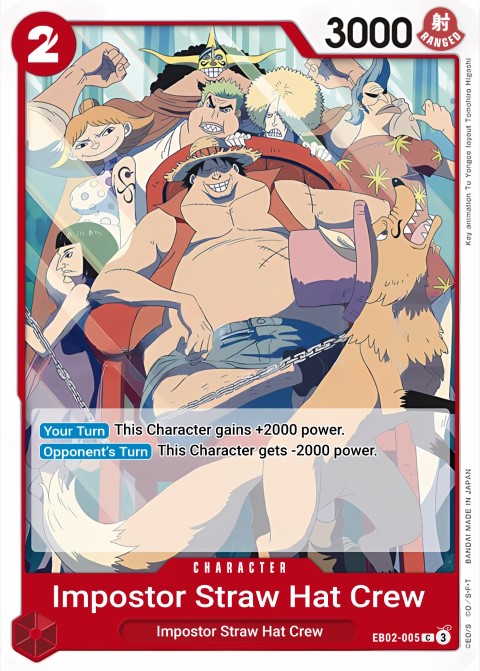 2
3000
射
RANGED
Key animation Tu Yongce layout Tomohiro Higashi
Your Turn This Character gains +2000 power.
Opponent's Turn This Character gets -2000 power.
CHARACTER
Impostor Straw Hat Crew
Impostor Straw Hat Crew
EB02-005 C 3
©ED/S ©O/S·F·T BANDAI MADE IN JAPAN